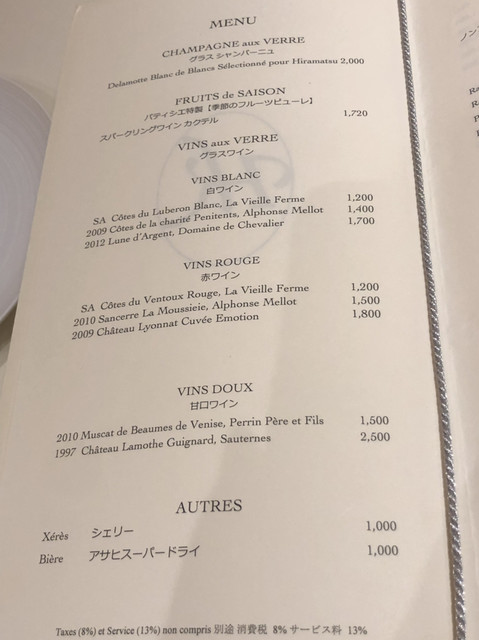 MENU
CHAMPAGNE aux VERRE
グラス シャンパーニュ
Delamotte Blanc de Blancs Sélectionné pour Hiramatsu 2,000
FRUITS de SAISON
パティシエ特製【季節のフルーツピューレ】
スパークリングワイン カクテル 1,720
VINS aux VERRE
グラスワイン
VINS BLANC
白ワイン
SA Côtes du Luberon Blanc, La Vieille Ferme 1,200
2009 Côtes de la charité Penitents, Alphonse Mellot 1,400
2012 Lune d'Argent, Domaine de Chevalier 1,700
VINS ROUGE
赤ワイン
SA Côtes du Ventoux Rouge, La Vieille Ferme 1,200
2010 Sancerre La Moussieie, Alphonse Mellot 1,500
2009 Château Lyonnat Cuvée Emotion 1,800
VINS DOUX
甘口ワイン
2010 Muscat de Beaumes de Venise, Perrin Père et Fils 1,500
1997 Château Lamothe Guignard, Sauternes 2,500
AUTRES
Xérès シェリー 1,000
Bière アサヒスーパードライ 1,000
Taxes (8%) et Service (13%) non compris 別途 消費税 8% サービス料 13%